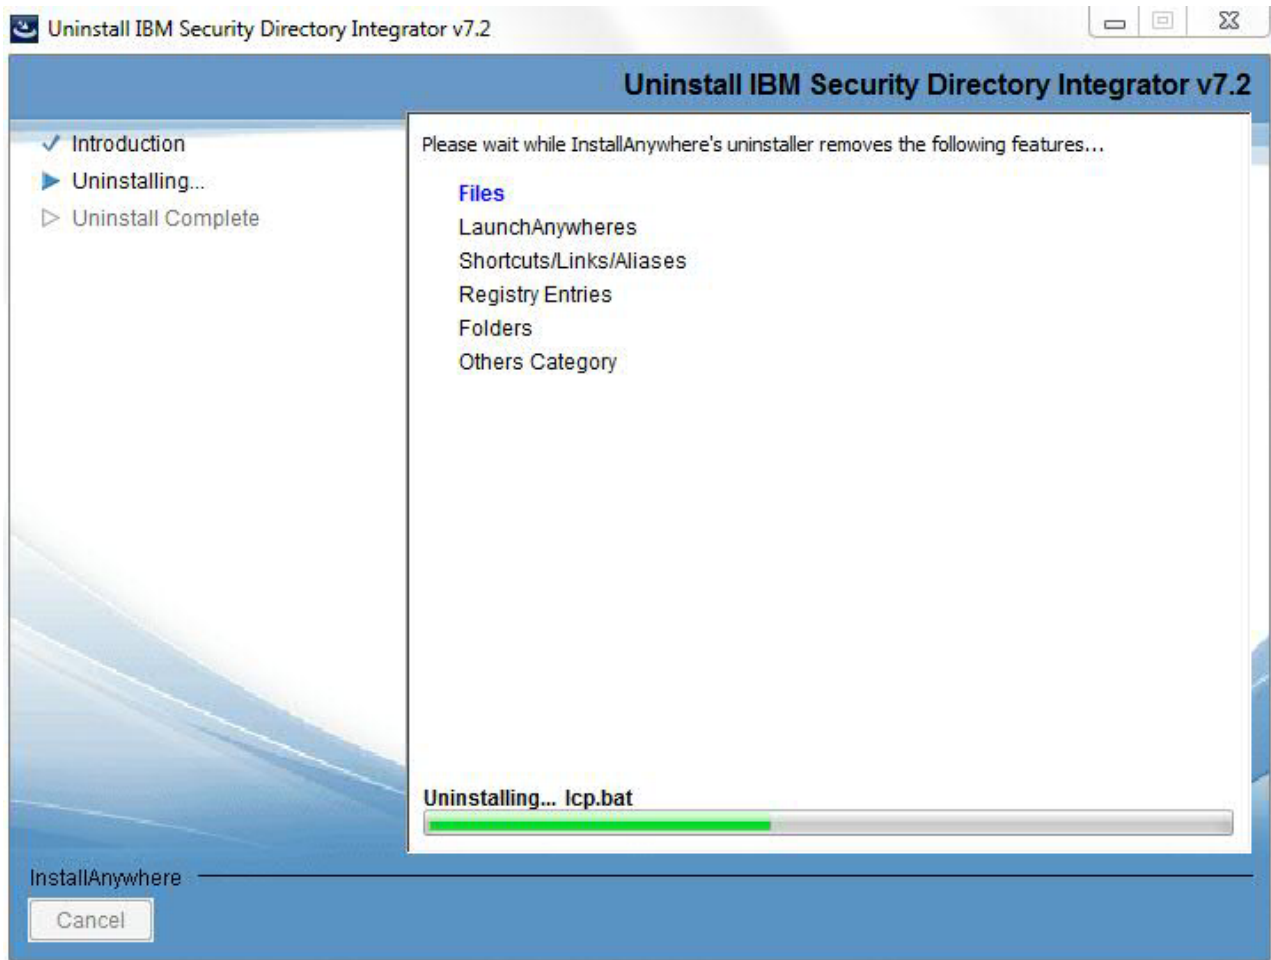 Uninstall IBM Security Directory Integrator v7.2
Uninstall IBM Security Directory Integrator v7.2
Introduction
Uninstalling...
Uninstall Complete
Please wait while InstallAnywhere's uninstaller removes the following features...
Files
LaunchAnywheres
Shortcuts/Links/Aliases
Registry Entries
Folders
Others Category
Uninstalling... lcp.bat
InstallAnywhere
Cancel